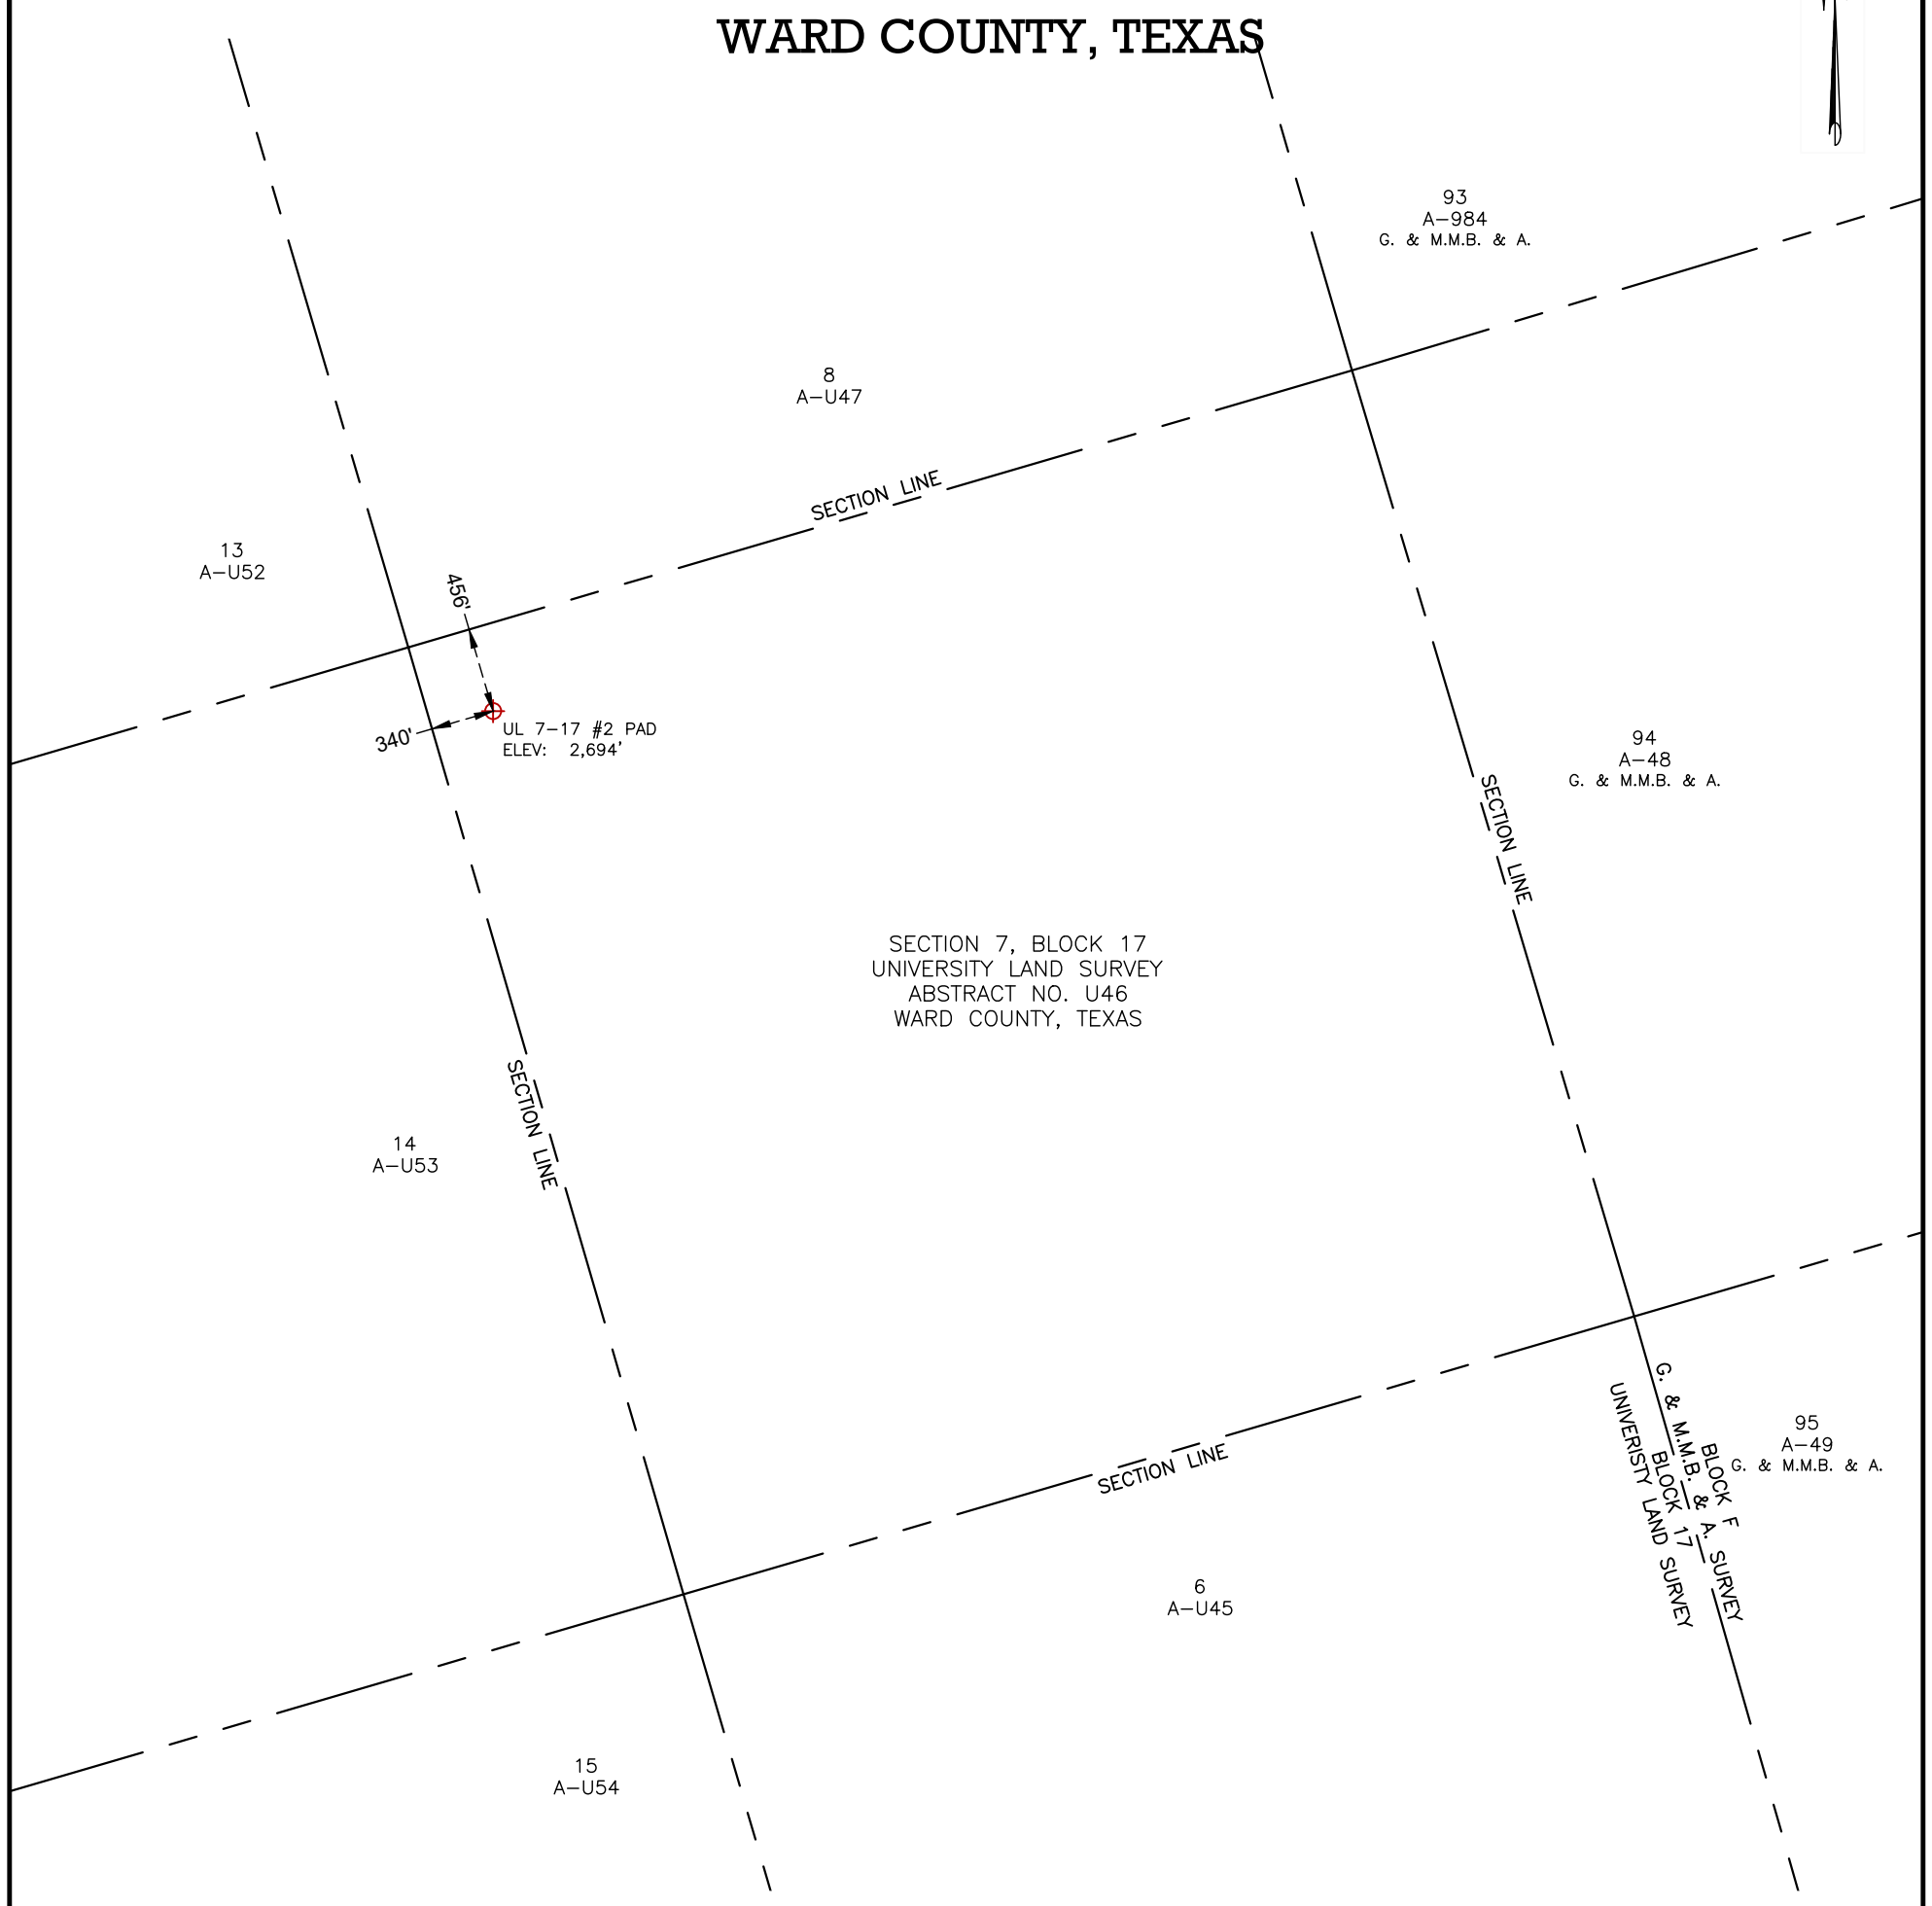 WARD COUNTY, TEXAS
93
A-984
G. & M.M.B. & A.
8
A-U47
SECTION LINE
13
A-U52
456'
340'
UL 7-17 #2 PAD
ELEV: 2,694'
94
A-48
G. & M.M.B. & A.
SECTION LINE
SECTION 7, BLOCK 17
UNIVERSITY LAND SURVEY
ABSTRACT NO. U46
WARD COUNTY, TEXAS
SECTION LINE
14
A-U53
BLOCK F
G. & M.M.B. & A. SURVEY
BLOCK 17
UNIVERISTY LAND SURVEY
95
A-49
G. & M.M.B. & A.
SECTION LINE
6
A-U45
15
A-U54